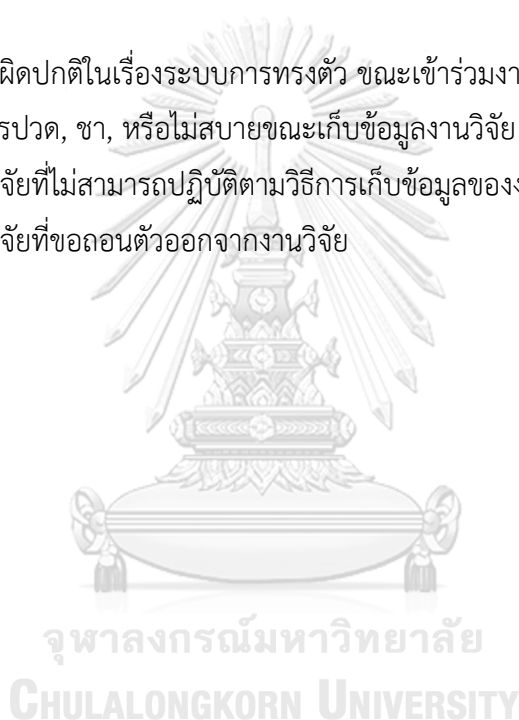 ผิดปกติในเรื่องระบบการทรงตัว ขณะเข้าร่วมงา
รปวด, ชา, หรือไม่สบายขณะเก็บข้อมูลงานวิจัย
จัยที่ไม่สามารถปฏิบัติตามวิธีการเก็บข้อมูลของง
จัยที่ขอถอนตัวออกจากงานวิจัย
จุฬาลงกรณ์มหาวิทยาลัย
CHULALONGKORN UNIVERSITY